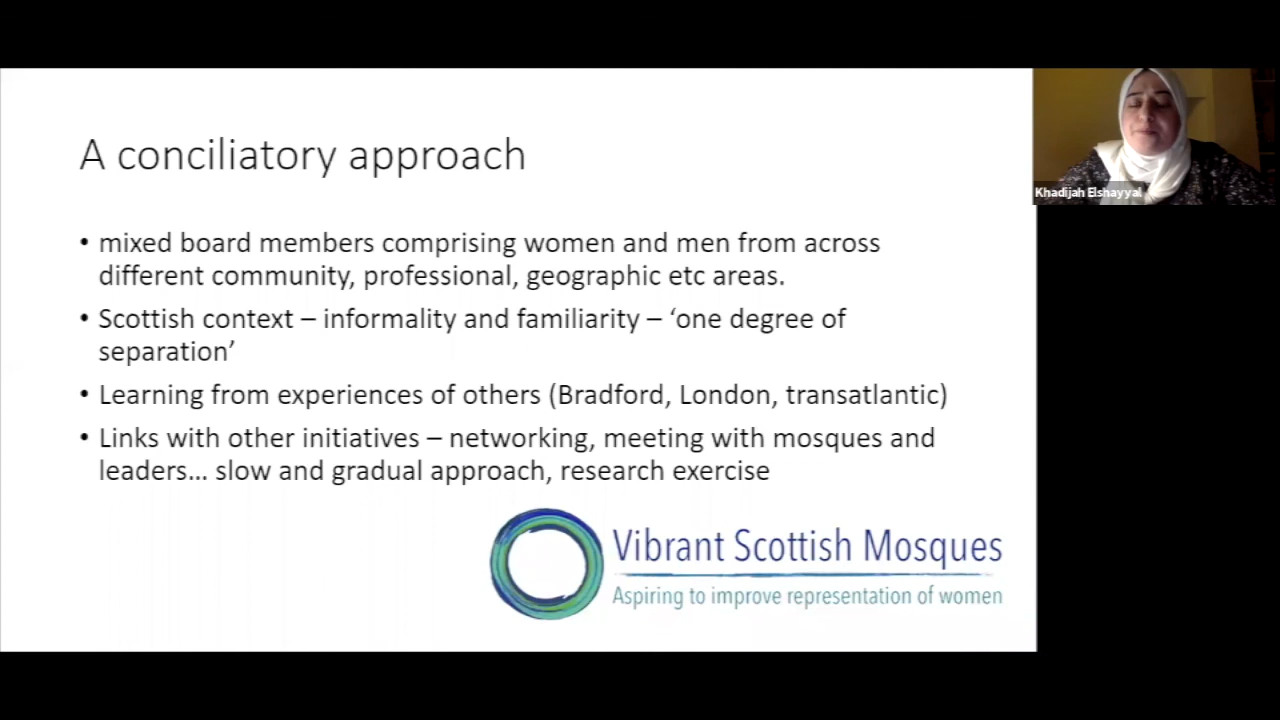 A conciliatory approach
• mixed board members comprising women and men from across
different community, professional, geographic etc areas.
• Scottish context – informality and familiarity – ‘one degree of
separation’
• Learning from experiences of others (Bradford, London, transatlantic)
• Links with other initiatives – networking, meeting with mosques and
leaders... slow and gradual approach, research exercise
Vibrant Scottish Mosques
Aspiring to improve representation of women
Khadijah Elshayyal